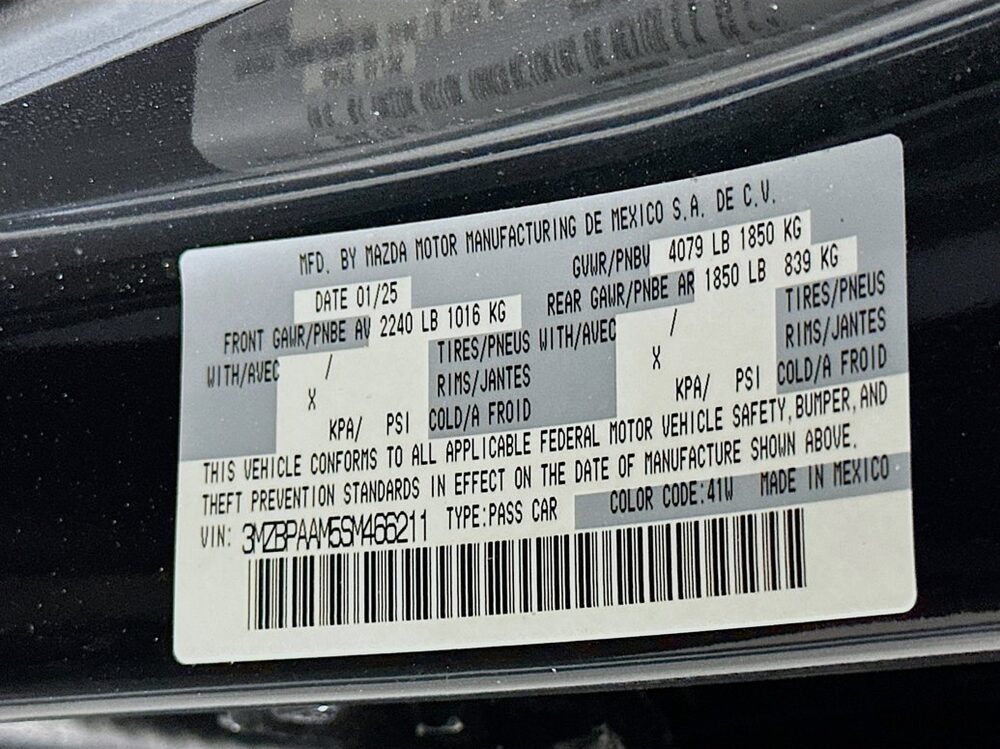 MFD. BY MAZDA MOTOR MANUFACTURING DE MEXICO S.A. DE C.V.
DATE 01/25 GVWR/PNBV 4079 LB 1850 KG
FRONT GAWR/PNBE AV 2240 LB 1016 KG REAR GAWR/PNBE AR 1850 LB 839 KG
WITH/AVEC / TIRES/PNEUS WITH/AVEC / TIRES/PNEUS
X RIMS/JANTES X RIMS/JANTES
KPA/ PSI COLD/A FROID KPA/ PSI COLD/A FROID
THIS VEHICLE CONFORMS TO ALL APPLICABLE FEDERAL MOTOR VEHICLE SAFETY, BUMPER, AND
THEFT PREVENTION STANDARDS IN EFFECT ON THE DATE OF MANUFACTURE SHOWN ABOVE.
VIN: 3MZBPAAM5SM466211 TYPE:PASS CAR COLOR CODE:41W MADE IN MEXICO